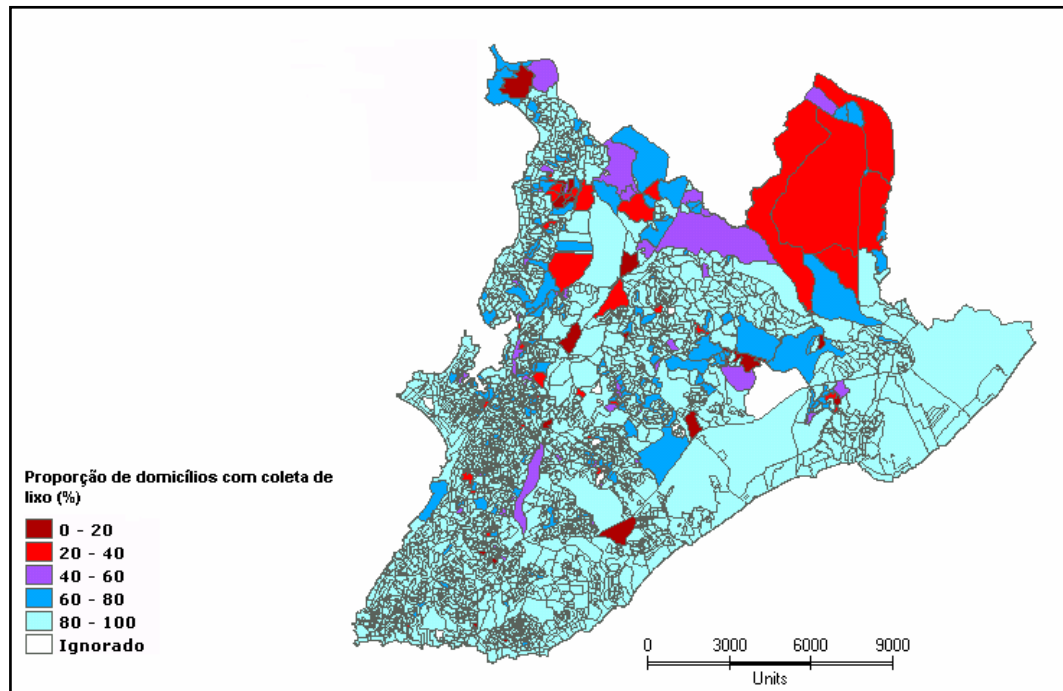 Proporção de domicílios com coleta de
lixo (%)
0 - 20
20 - 40
40 - 60
60 - 80
80 - 100
Ignorado
0 3000 6000 9000
Units